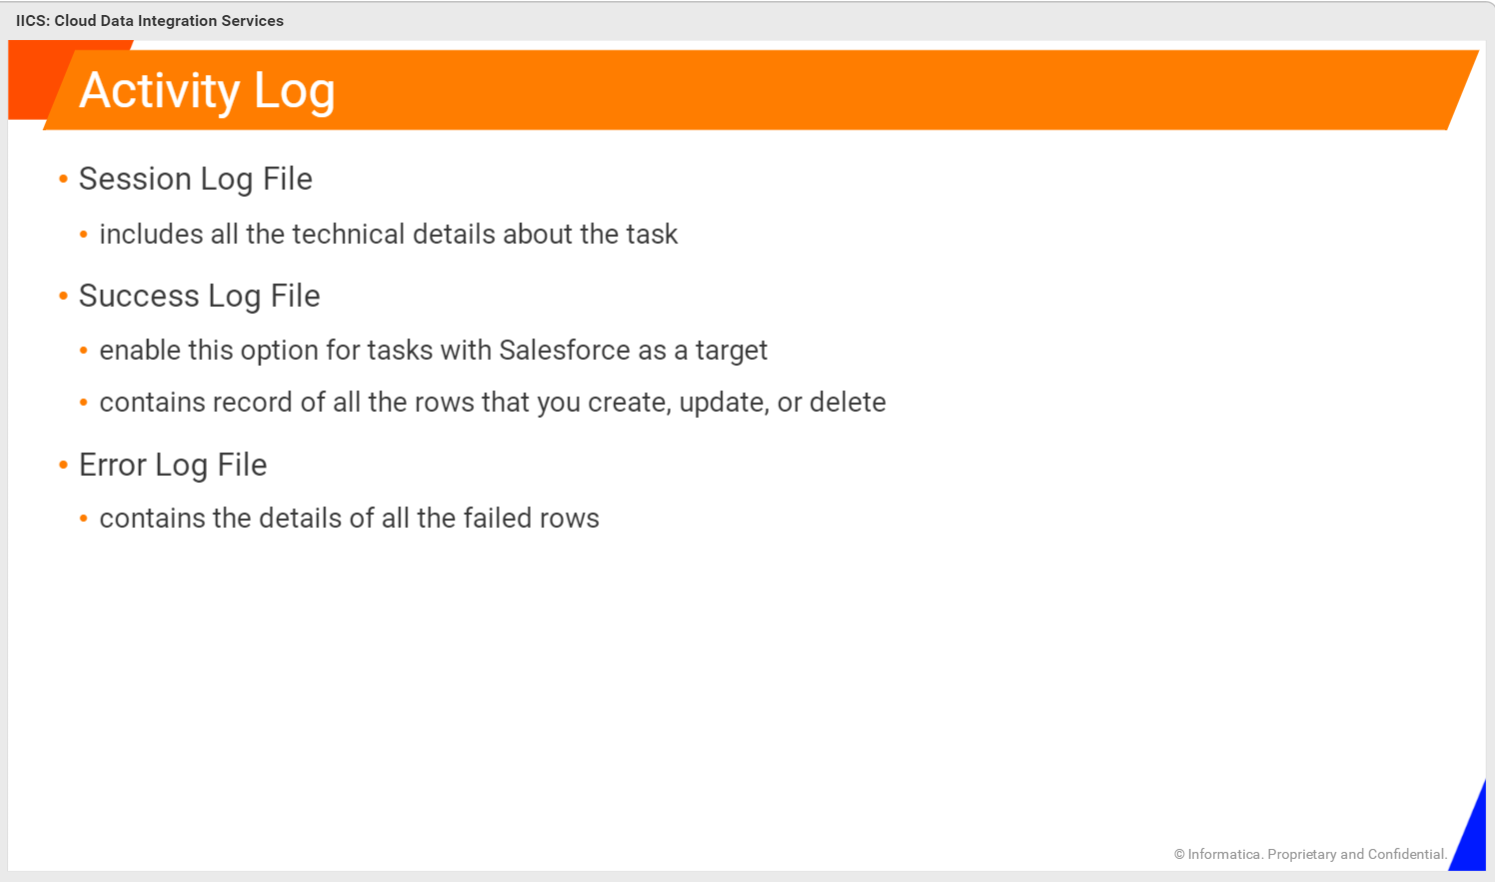 IICS: Cloud Data Integration Services
Activity Log
• Session Log File
• includes all the technical details about the task
• Success Log File
• enable this option for tasks with Salesforce as a target
• contains record of all the rows that you create, update, or delete
• Error Log File
• contains the details of all the failed rows
© Informatica. Proprietary and Confidential.